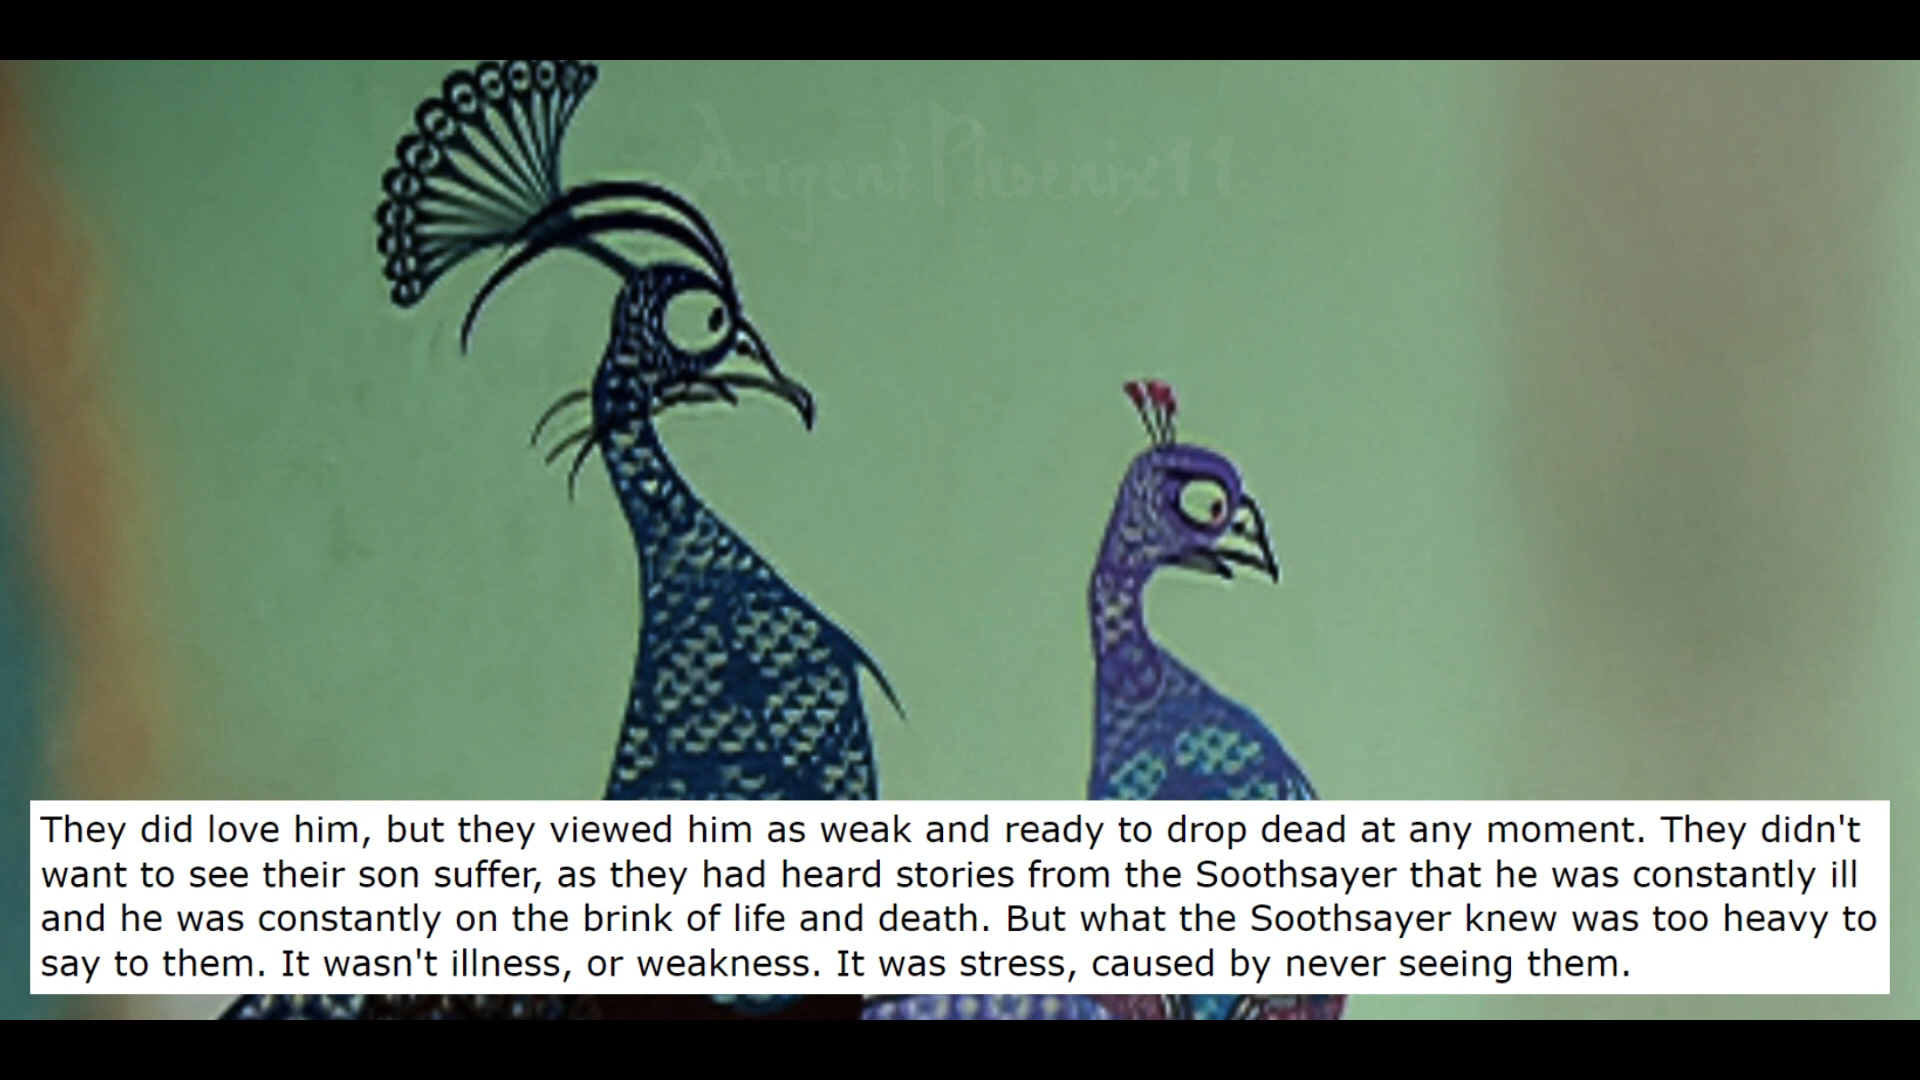 ArgentPhoenix11
They did love him, but they viewed him as weak and ready to drop dead at any moment. They didn't
want to see their son suffer, as they had heard stories from the Soothsayer that he was constantly ill
and he was constantly on the brink of life and death. But what the Soothsayer knew was too heavy to
say to them. It wasn't illness, or weakness. It was stress, caused by never seeing them.